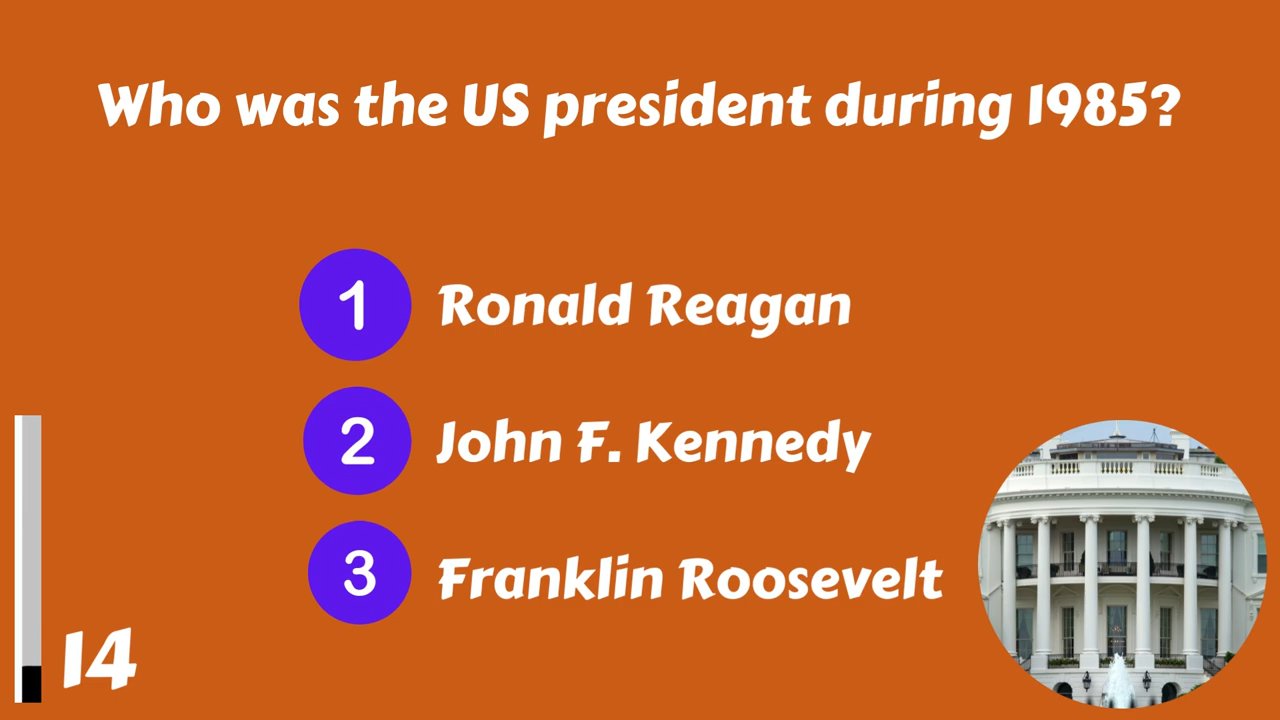 Who was the US president during 1985?
1 Ronald Reagan
2 John F. Kennedy
3 Franklin Roosevelt
14